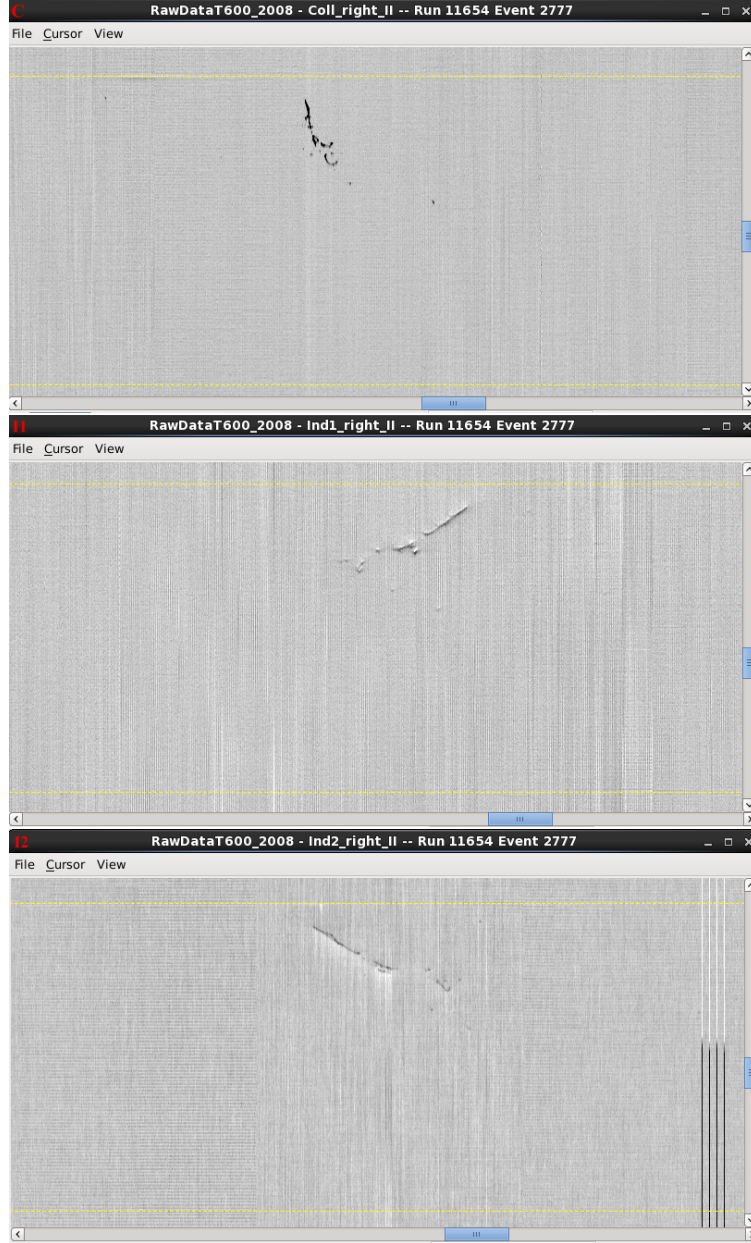 C RawDataT600_2008 - Coll_right_II -- Run 11654 Event 2777
File Cursor View
I1 RawDataT600_2008 - Ind1_right_II -- Run 11654 Event 2777
File Cursor View
I2 RawDataT600_2008 - Ind2_right_II -- Run 11654 Event 2777
File Cursor View